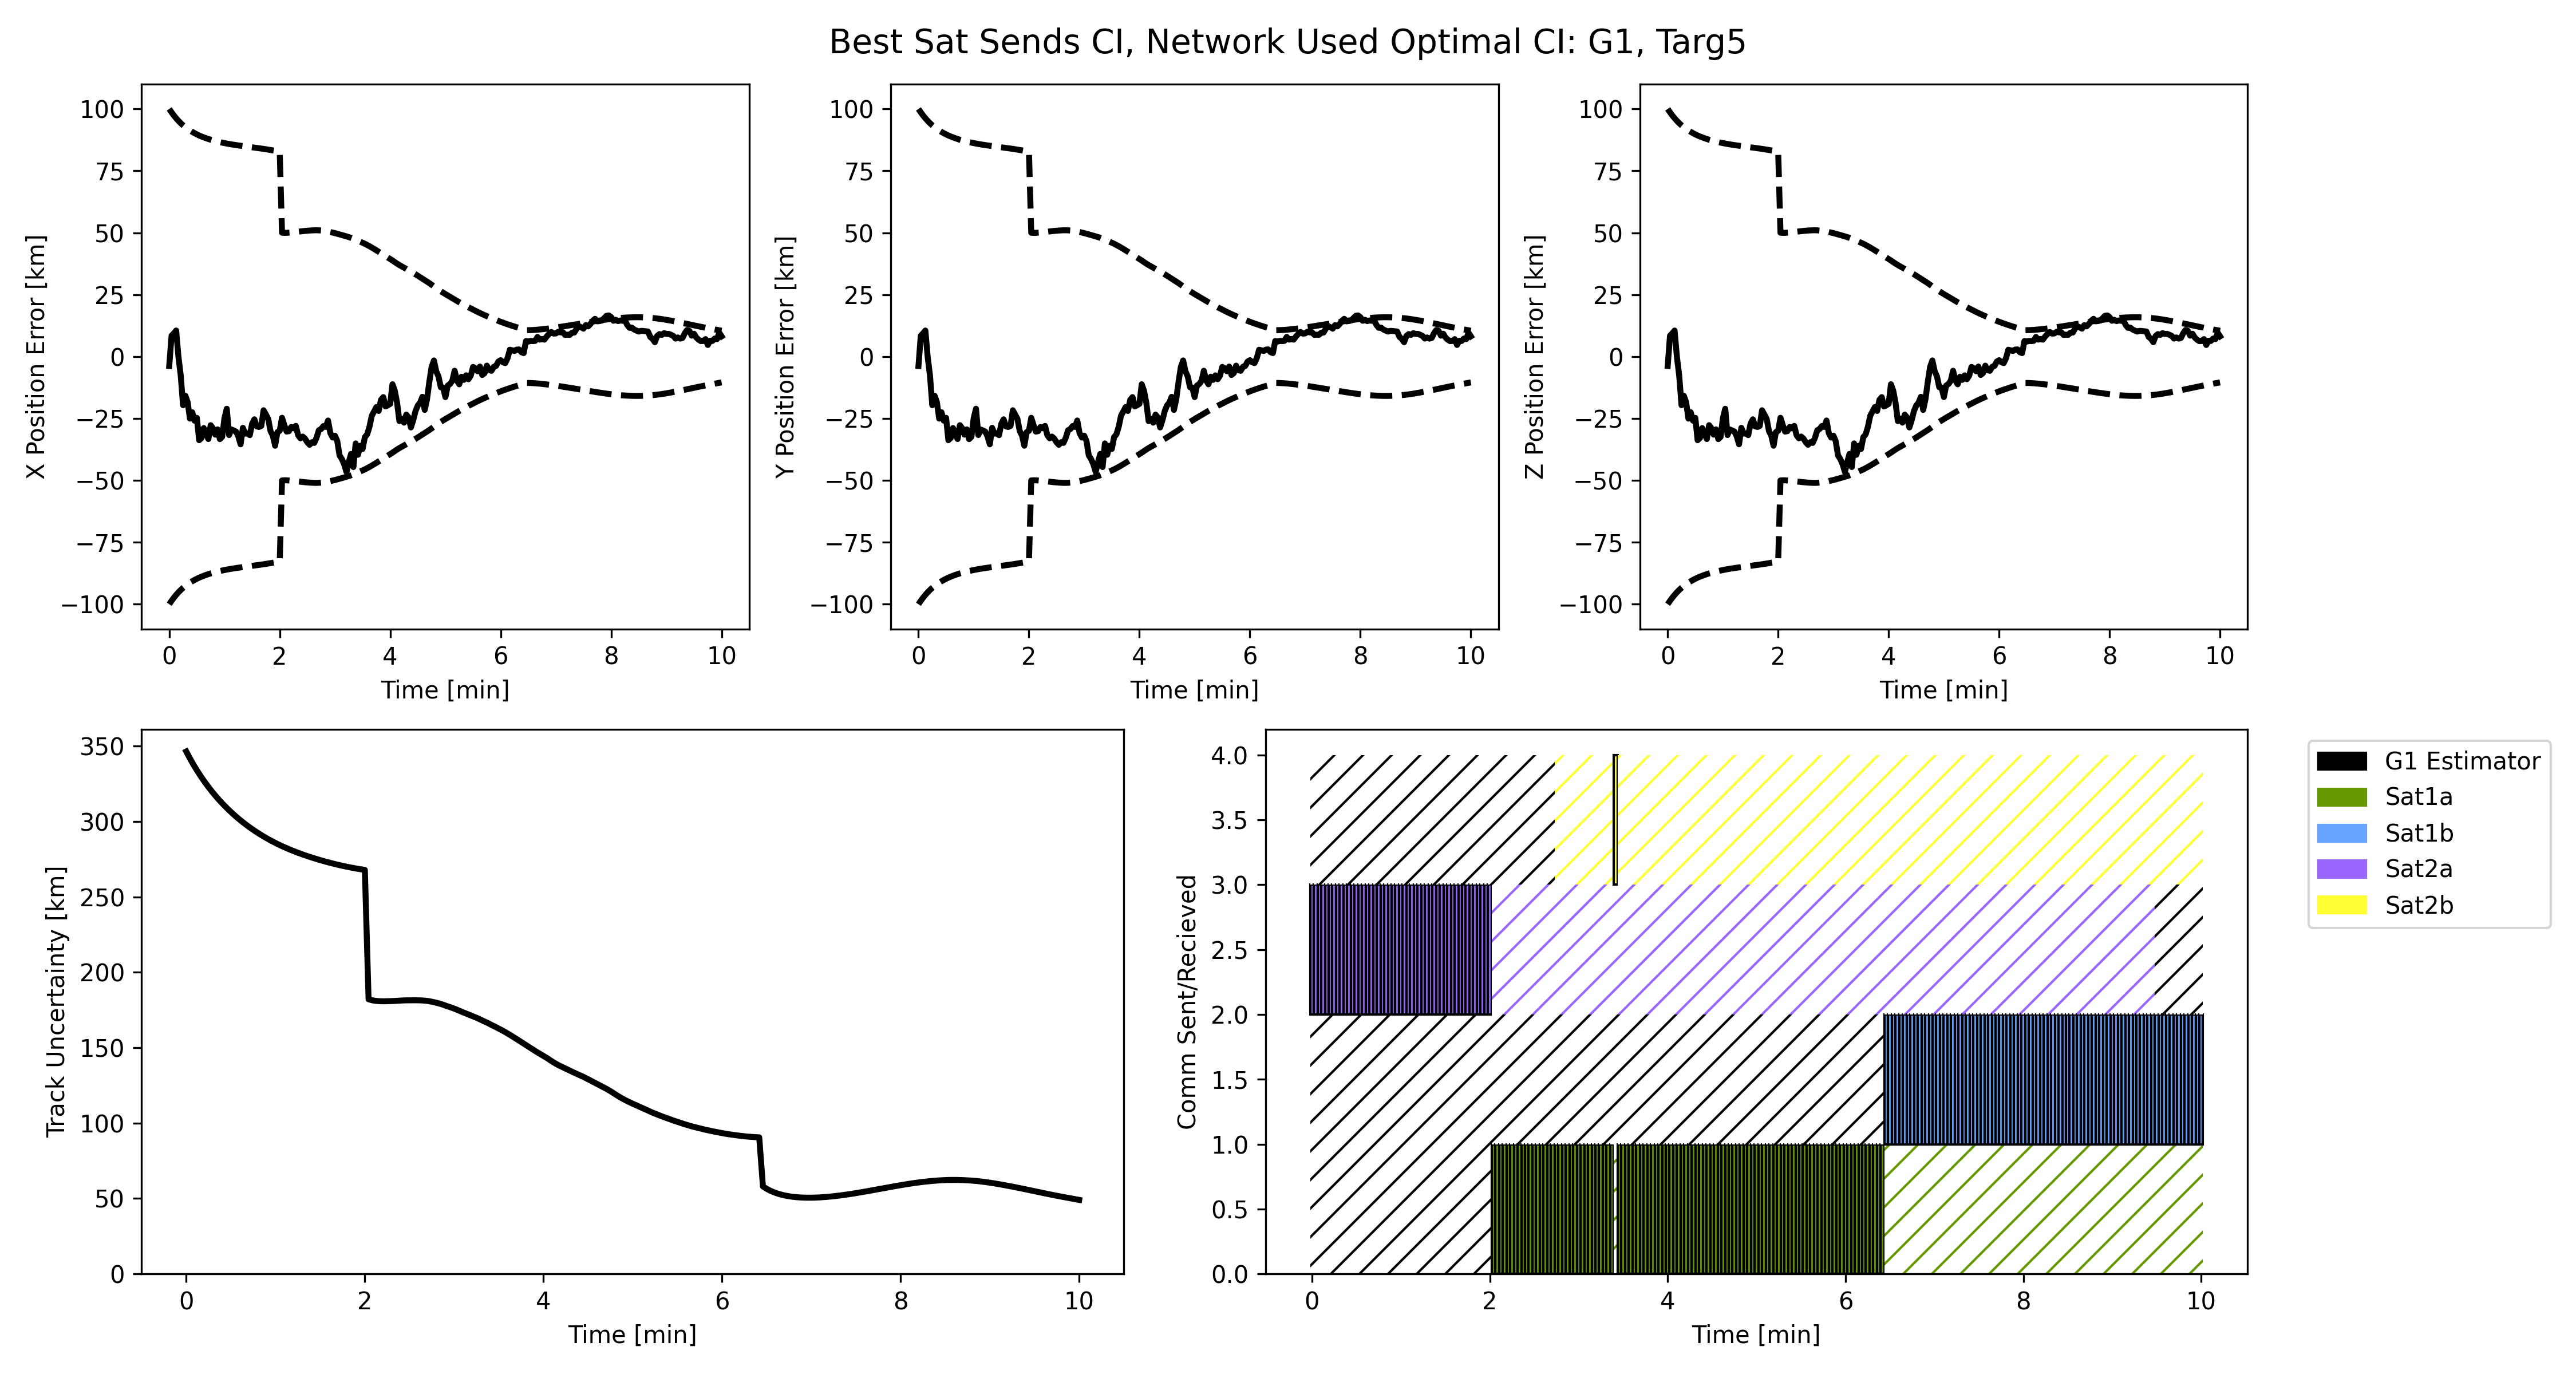 Best Sat Sends CI, Network Used Optimal CI: G1, Targ5
X Position Error [km]
100
75
50
25
0
−25
−50
−75
−100
0 2 4 6 8 10
Time [min]
Y Position Error [km]
100
75
50
25
0
−25
−50
−75
−100
0 2 4 6 8 10
Time [min]
Z Position Error [km]
100
75
50
25
0
−25
−50
−75
−100
0 2 4 6 8 10
Time [min]
Track Uncertainty [km]
350
300
250
200
150
100
50
0
0 2 4 6 8 10
Time [min]
Comm Sent/Recieved
4.0
3.5
3.0
2.5
2.0
1.5
1.0
0.5
0.0
0 2 4 6 8 10
Time [min]
G1 Estimator
Sat1a
Sat1b
Sat2a
Sat2b